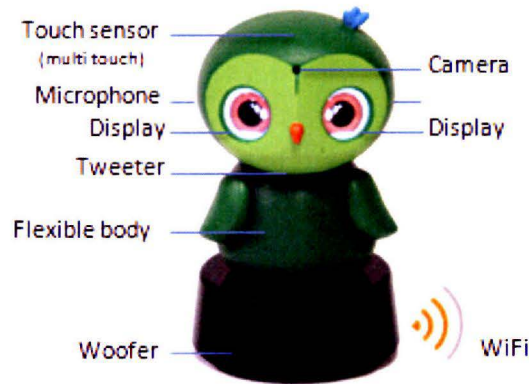 Touch sensor
(multi touch)
Camera
Microphone
Display
Display
Tweeter
Flexible body
Woofer
WiFi